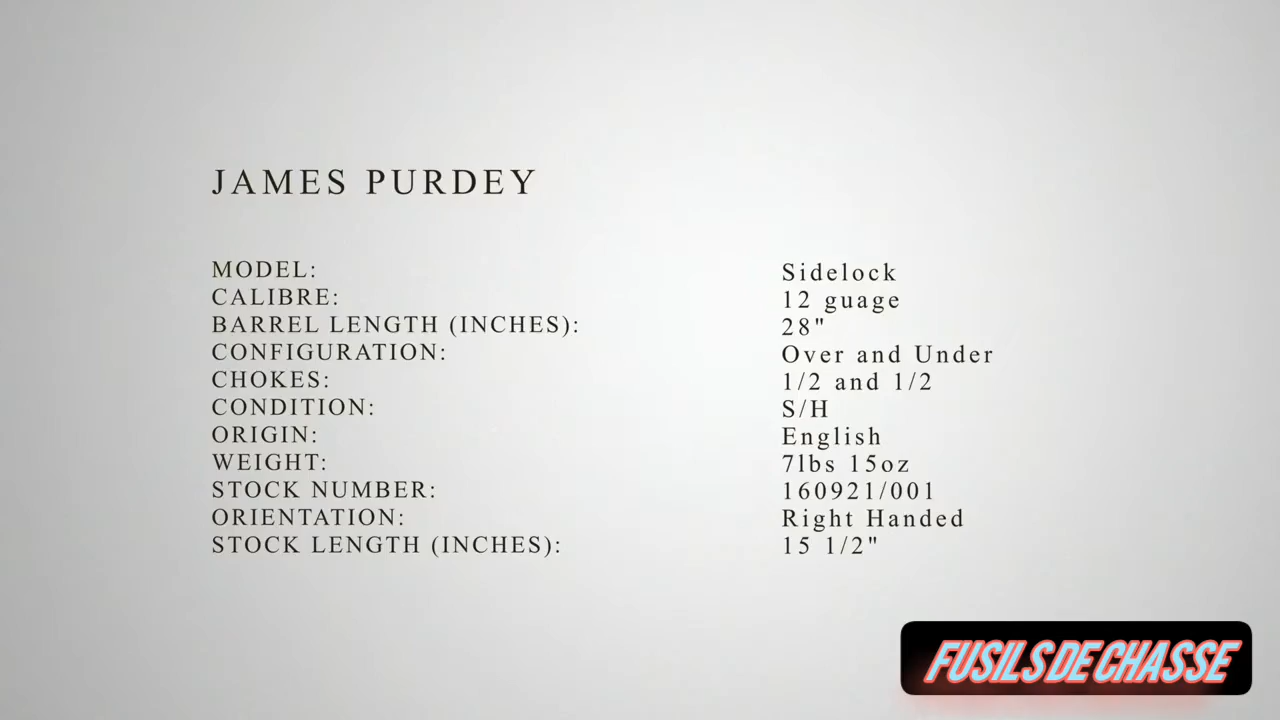 JAMES PURDEY
MODEL: Sidelock
CALIBRE: 12 guage
BARREL LENGTH (INCHES): 28"
CONFIGURATION: Over and Under
CHOKES: 1/2 and 1/2
CONDITION: S/H
ORIGIN: English
WEIGHT: 7lbs 15oz
STOCK NUMBER: 160921/001
ORIENTATION: Right Handed
STOCK LENGTH (INCHES): 15 1/2"
FUSILS DE CHASSE